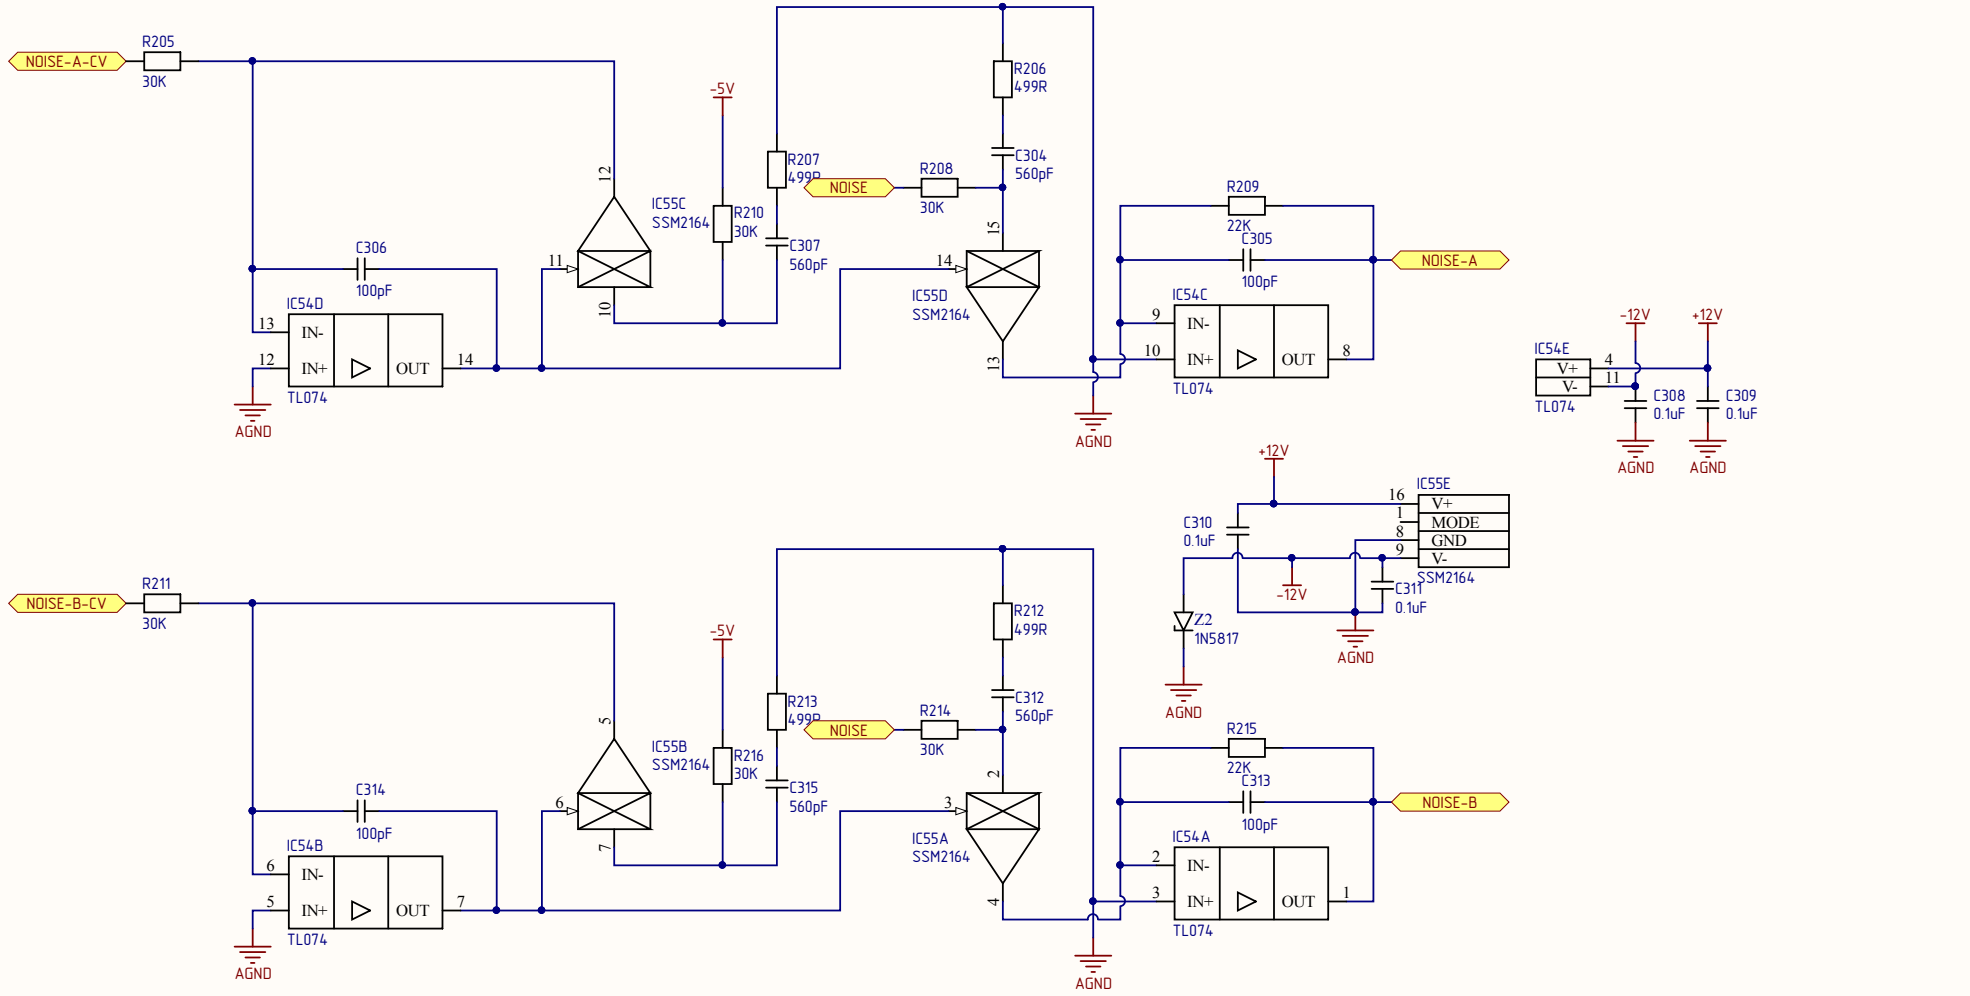 NOISE-A-CV
R205
30K
C306
100pF
IC54D
13
IN-
12
IN+
OUT
14
TL074
AGND
12
11
10
IC55C
SSM2164
-5V
R210
30K
R207
499R
C307
560pF
NOISE
R208
30K
R206
499R
C304
560pF
15
14
13
IC55D
SSM2164
R209
22K
C305
100pF
IC54C
9
IN-
10
IN+
OUT
8
TL074
AGND
NOISE-A
-12V
+12V
IC54E
V+
4
V-
11
TL074
C308
0.1uF
C309
0.1uF
AGND
AGND
+12V
IC55E
16
V+
1
MODE
8
GND
9
V-
SSM2164
C310
0.1uF
-12V
C311
0.1uF
Z2
1N5817
AGND
AGND
NOISE-B-CV
R211
30K
C314
100pF
IC54B
6
IN-
5
IN+
OUT
7
TL074
AGND
5
6
7
IC55B
SSM2164
-5V
R216
30K
R213
499R
C315
560pF
NOISE
R214
30K
R212
499R
C312
560pF
2
3
4
IC55A
SSM2164
R215
22K
C313
100pF
IC54A
2
IN-
3
IN+
OUT
1
TL074
AGND
NOISE-B